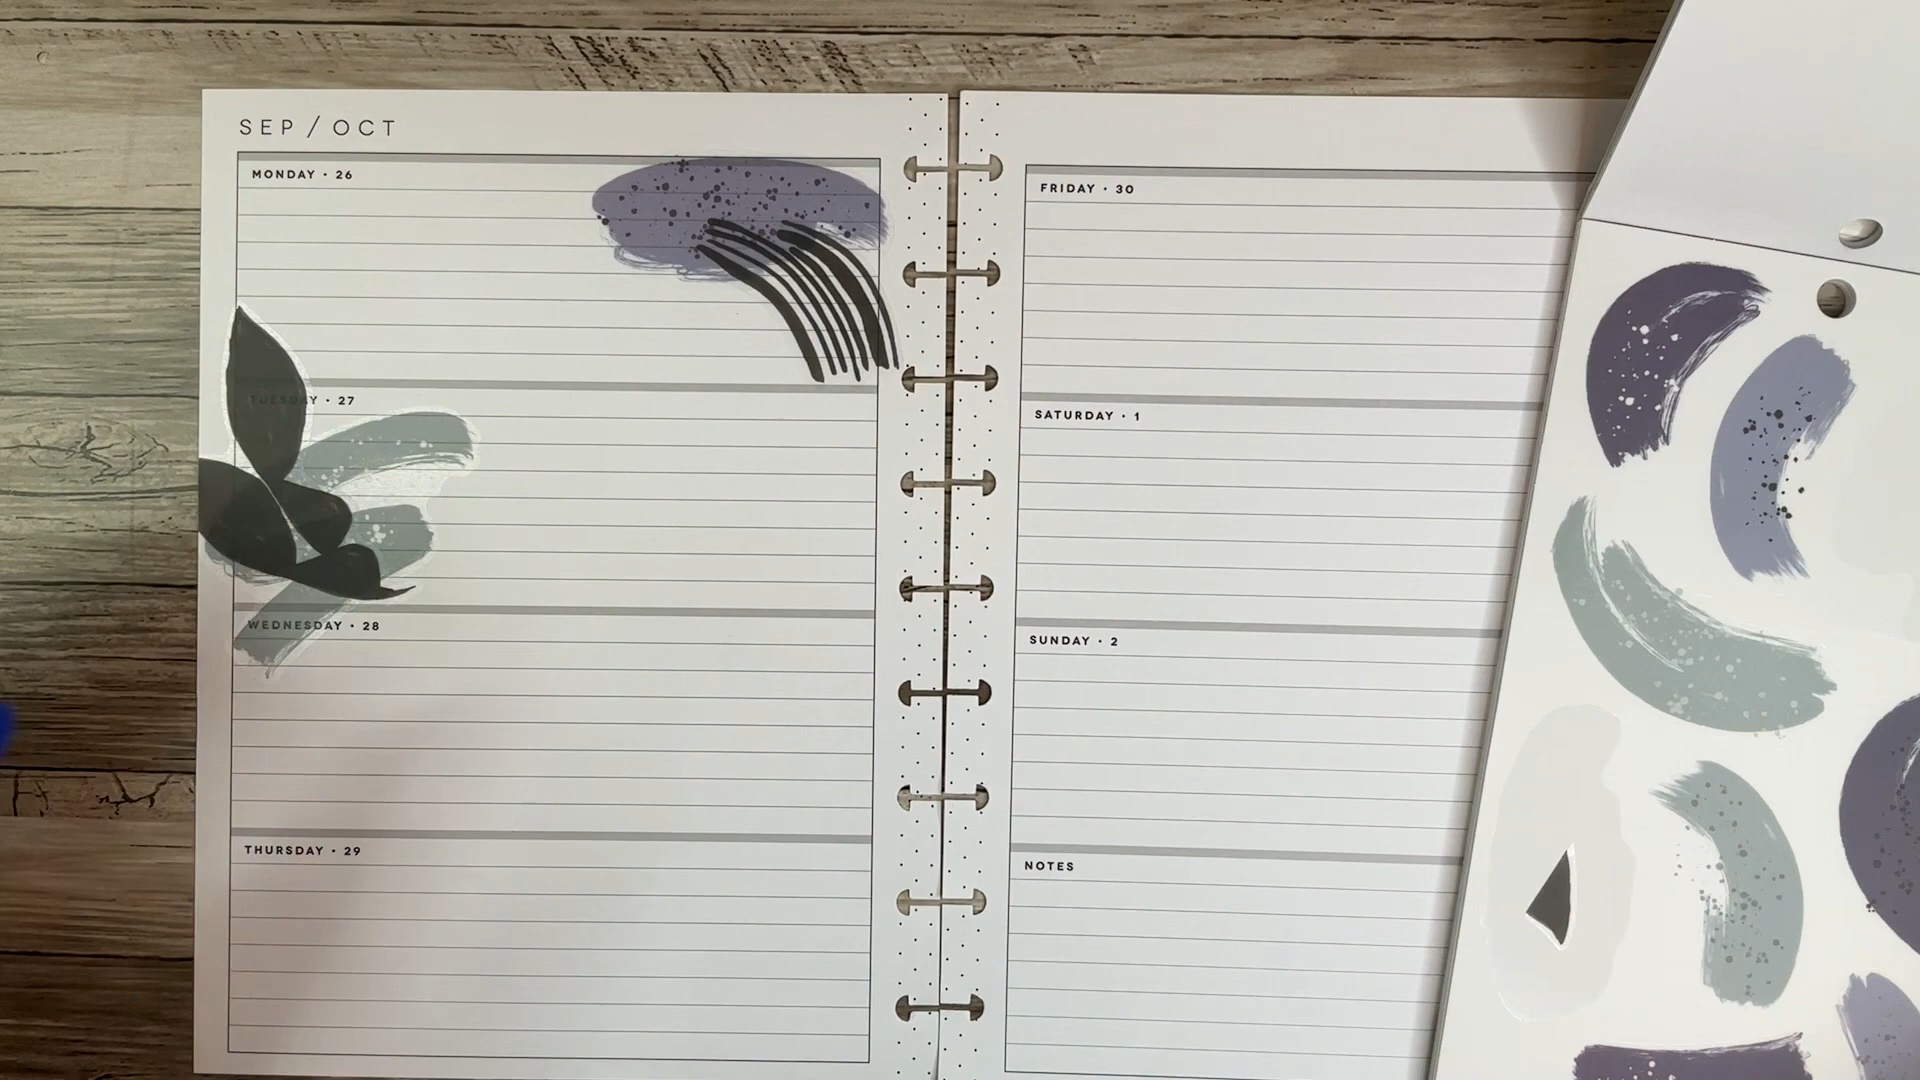 SEP / OCT
MONDAY • 26
TUESDAY • 27
WEDNESDAY • 28
THURSDAY • 29
FRIDAY • 30
SATURDAY • 1
SUNDAY • 2
NOTES